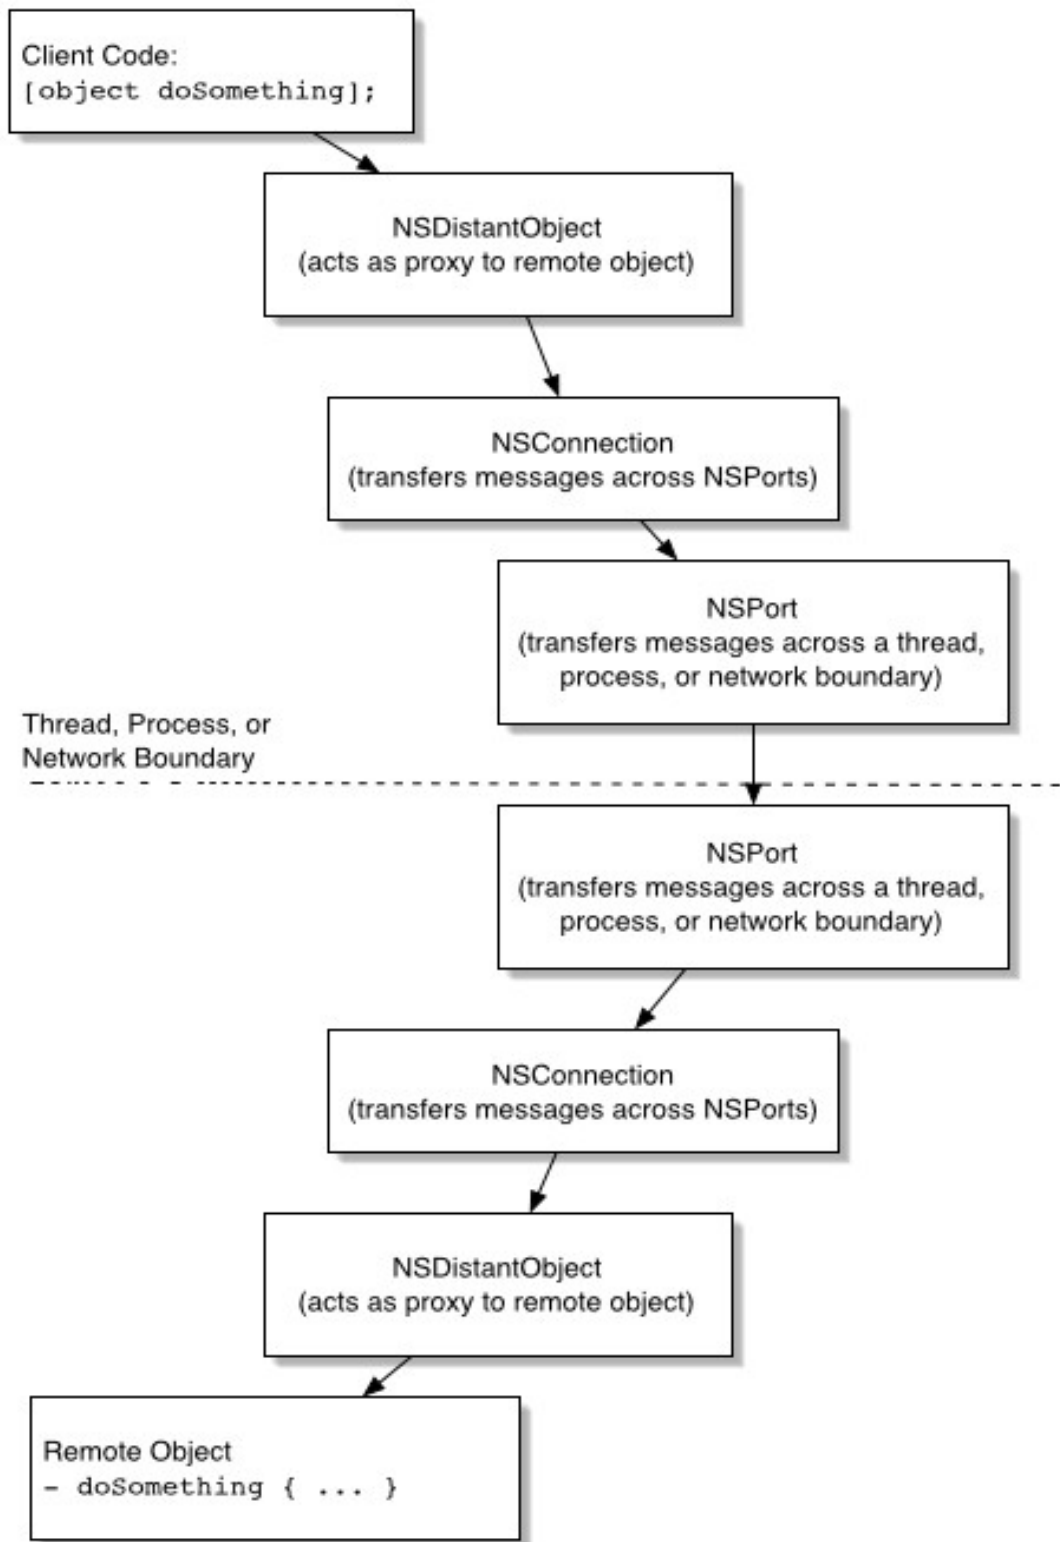 Client Code:
[object doSomething];
NSDistantObject
(acts as proxy to remote object)
NSConnection
(transfers messages across NSPorts)
NSPort
(transfers messages across a thread,
process, or network boundary)
Thread, Process, or
Network Boundary
NSPort
(transfers messages across a thread,
process, or network boundary)
NSConnection
(transfers messages across NSPorts)
NSDistantObject
(acts as proxy to remote object)
Remote Object
- doSomething { ... }